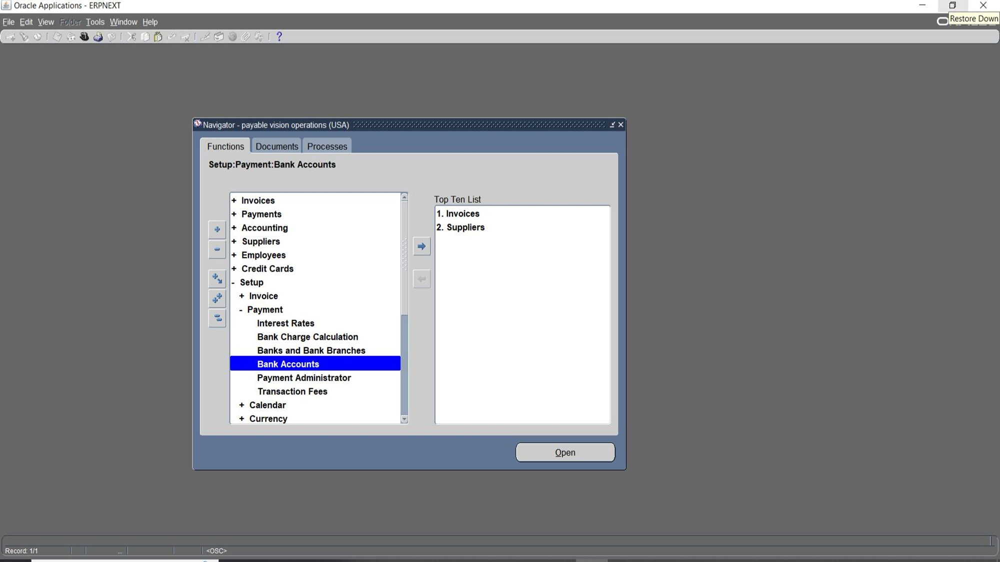 Oracle Applications - ERPNEXT
Restore Down
File Edit View Folder Tools Window Help
?
Navigator - payable vision operations (USA)
Functions Documents Processes
Setup:Payment:Bank Accounts
+ Invoices
+ Payments
+ Accounting
+ Suppliers
+ Employees
+ Credit Cards
- Setup
+ Invoice
- Payment
Interest Rates
Bank Charge Calculation
Banks and Bank Branches
Bank Accounts
Payment Administrator
Transaction Fees
+ Calendar
+ Currency
Top Ten List
1. Invoices
2. Suppliers
Open
Record: 1/1 ... <OSC>